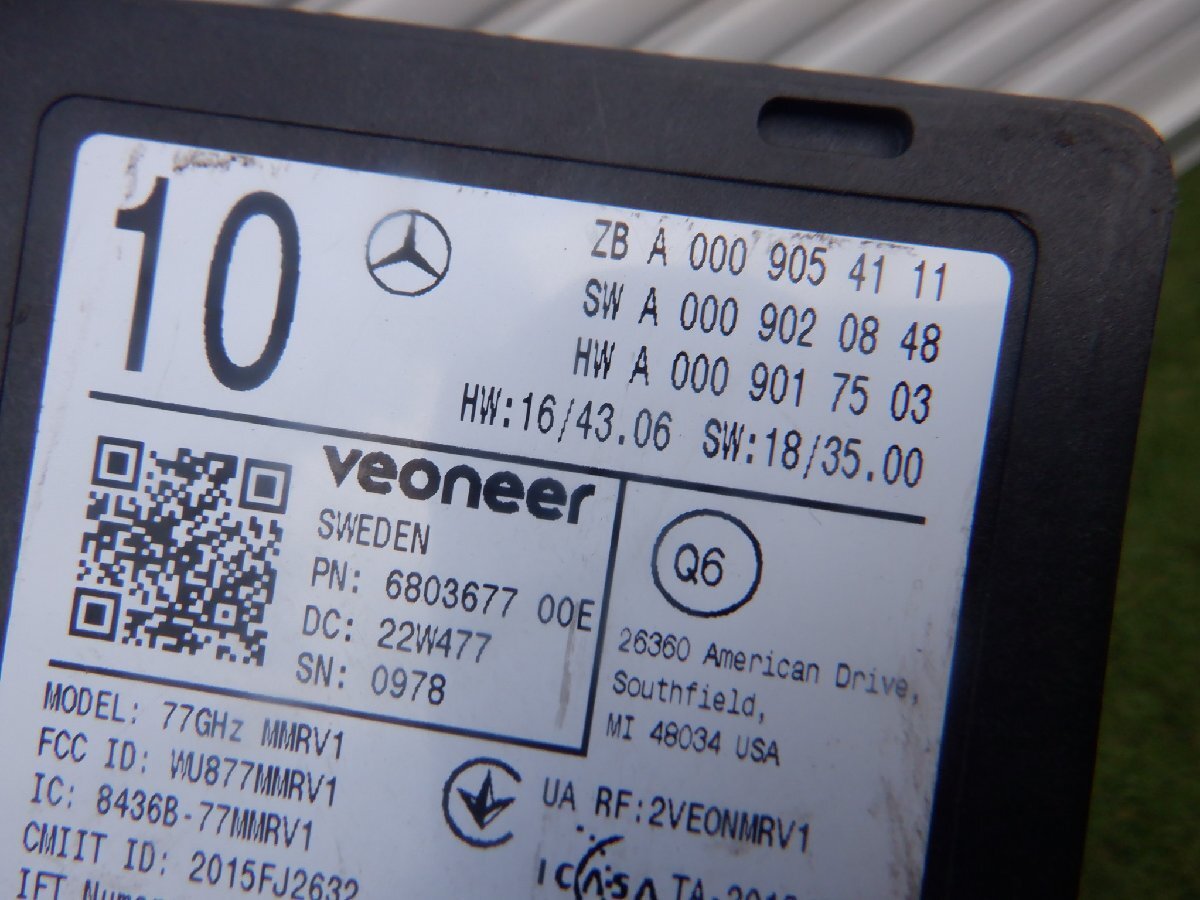 10
ZB A 000 905 41 11
SW A 000 902 08 48
HW A 000 901 75 03
HW:16/43.06 SW:18/35.00
veoneer
SWEDEN
PN: 6803677 00E
DC: 22W477
SN: 0978
Q6
26360 American Drive,
Southfield,
MI 48034 USA
MODEL: 77GHz MMRV1
FCC ID: WU877MMRV1
IC: 8436B-77MMRV1
CMIIT ID: 2015FJ2632
UA RF:2VEONMRV1
ICASA
IFT